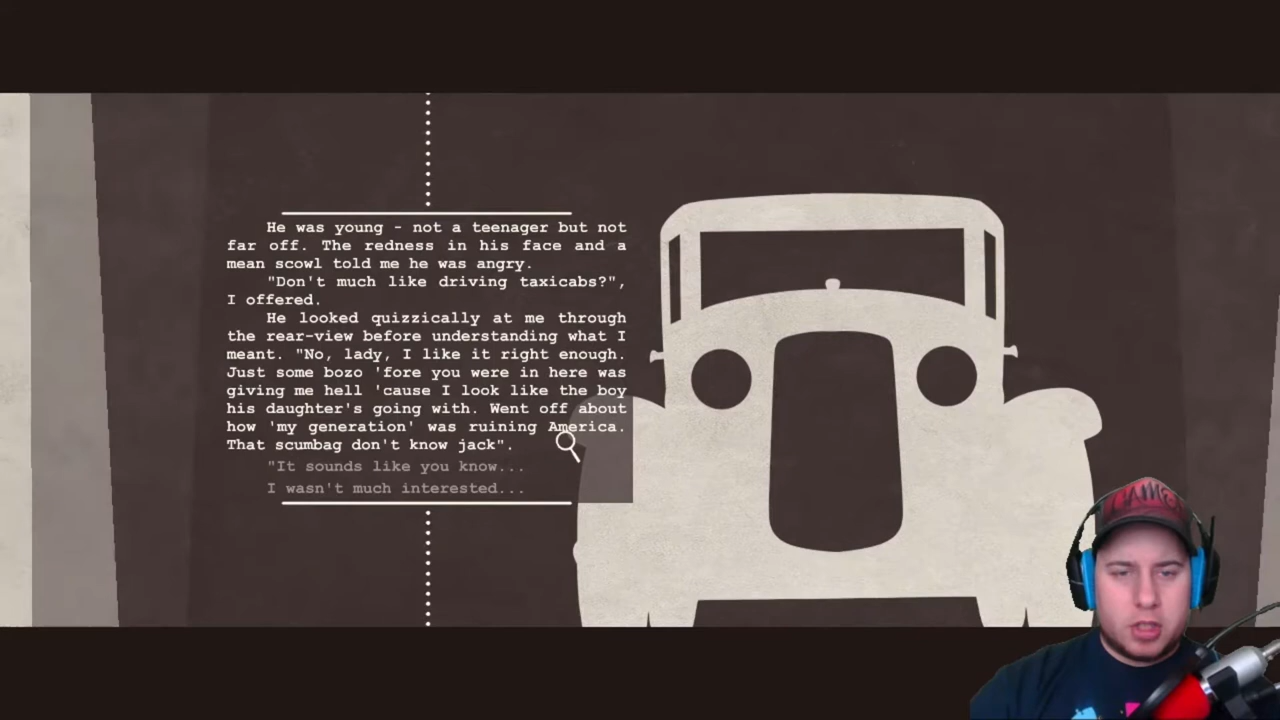 He was young - not a teenager but not
far off. The redness in his face and a
mean scowl told me he was angry.
"Don't much like driving taxicabs?",
I offered.
He looked quizzically at me through
the rear-view before understanding what I
meant. "No, lady, I like it right enough.
Just some bozo 'fore you were in here was
giving me hell 'cause I look like the boy
his daughter's going with. Went off about
how 'my generation' was ruining America.
That scumbag don't know jack".
"It sounds like you know...
I wasn't much interested...